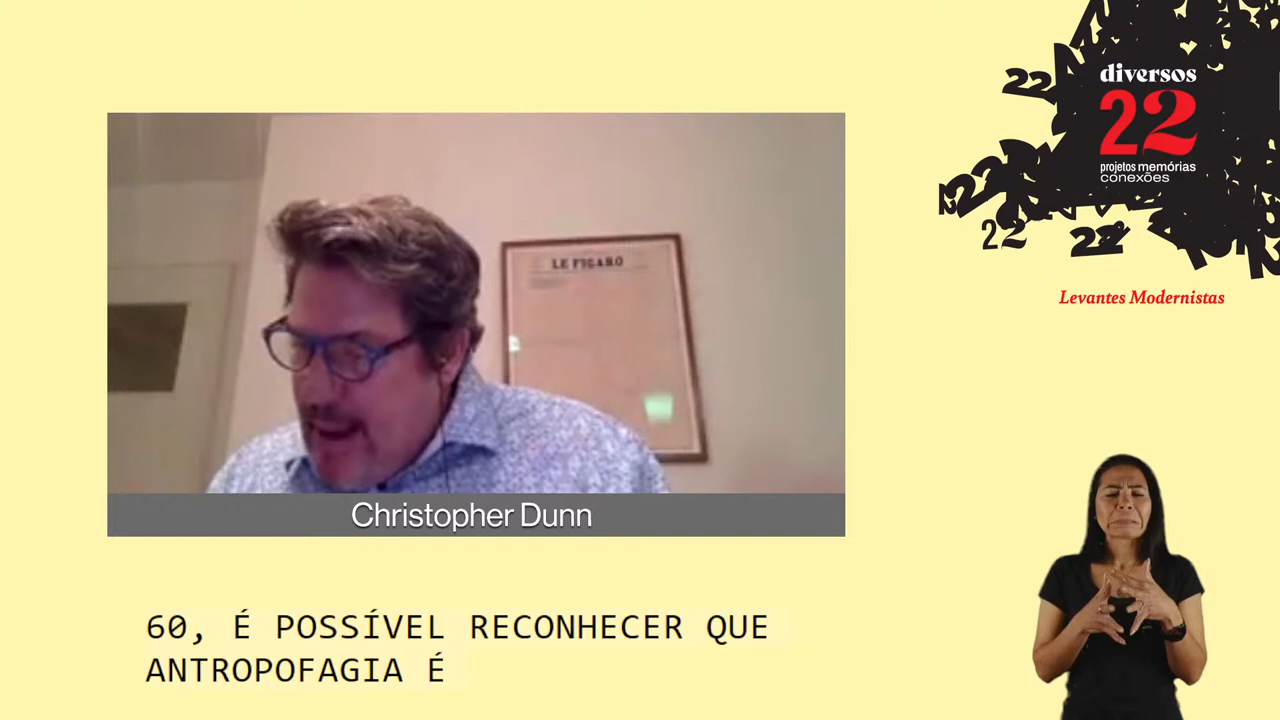 diversos
22
projetos memórias
conexões
22
22
22
22
Levantes Modernistas
LE FIGARO
Christopher Dunn
60, É POSSÍVEL RECONHECER QUE
ANTROPOFAGIA É